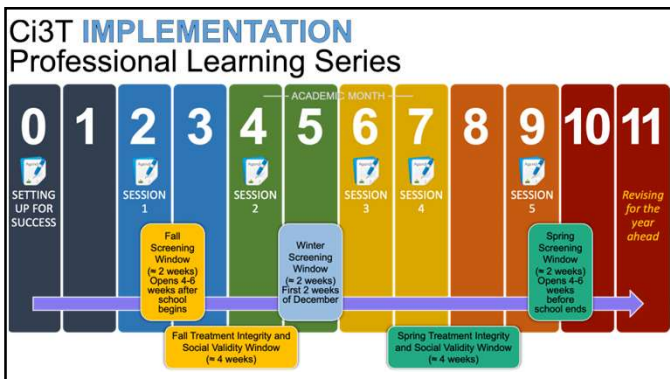 Ci3T IMPLEMENTATION
Professional Learning Series
ACADEMIC MONTH
0
1
2
3
4
5
6
7
8
9
10
11
SETTING
UP FOR
SUCCESS
SESSION
1
SESSION
2
SESSION
3
SESSION
4
SESSION
5
Revising for the
year
ahead
Fall
Screening
Window
(≈ 2 weeks)
Opens 4-6
weeks after
school
begins
Winter
Screening
Window
(≈ 2 weeks)
First 2 weeks
of December
Spring
Screening
Window
(≈ 2 weeks)
Opens 4-6
weeks
before
school ends
Fall Treatment Integrity and
Social Validity Window
(≈ 4 weeks)
Spring Treatment Integrity
and Social Validity Window
(≈ 4 weeks)